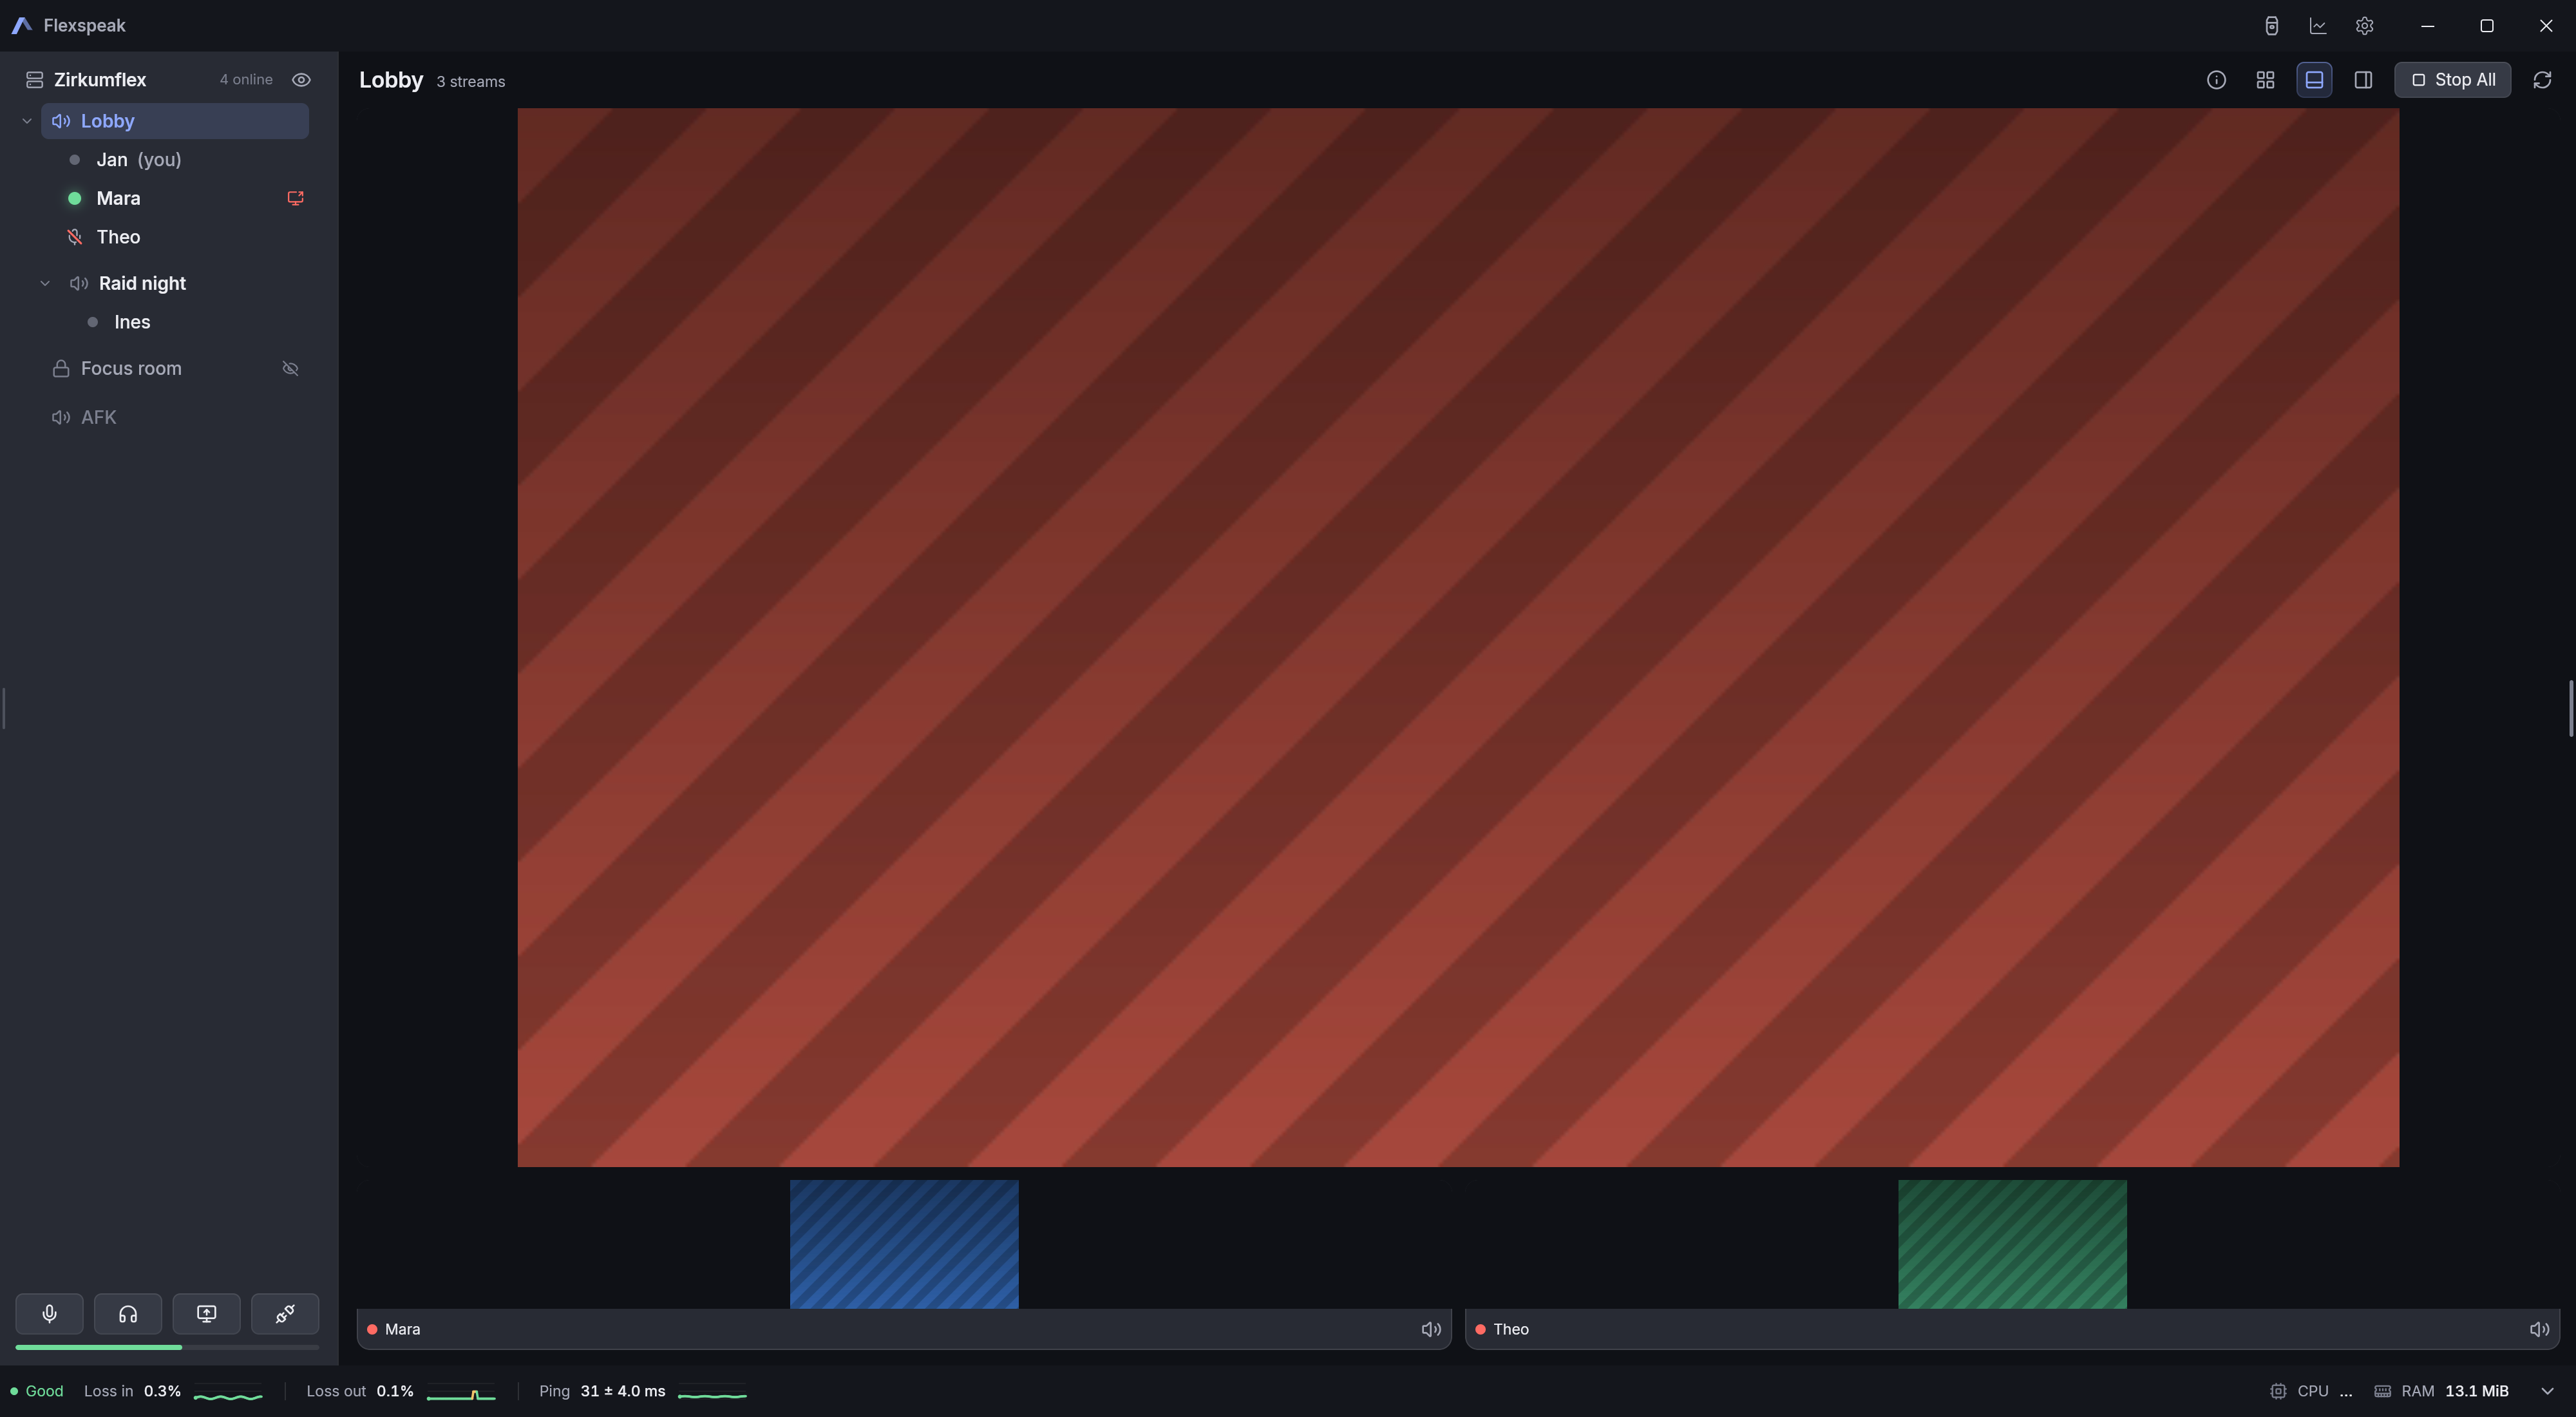 Flexspeak
Zirkumflex 4 online
Lobby
Jan (you)
Mara
Theo
Raid night
Ines
Focus room
AFK
Lobby 3 streams
Stop All
Mara
Theo
Good Loss in 0.3% Loss out 0.1% Ping 31 ± 4.0 ms CPU ... RAM 13.1 MiB